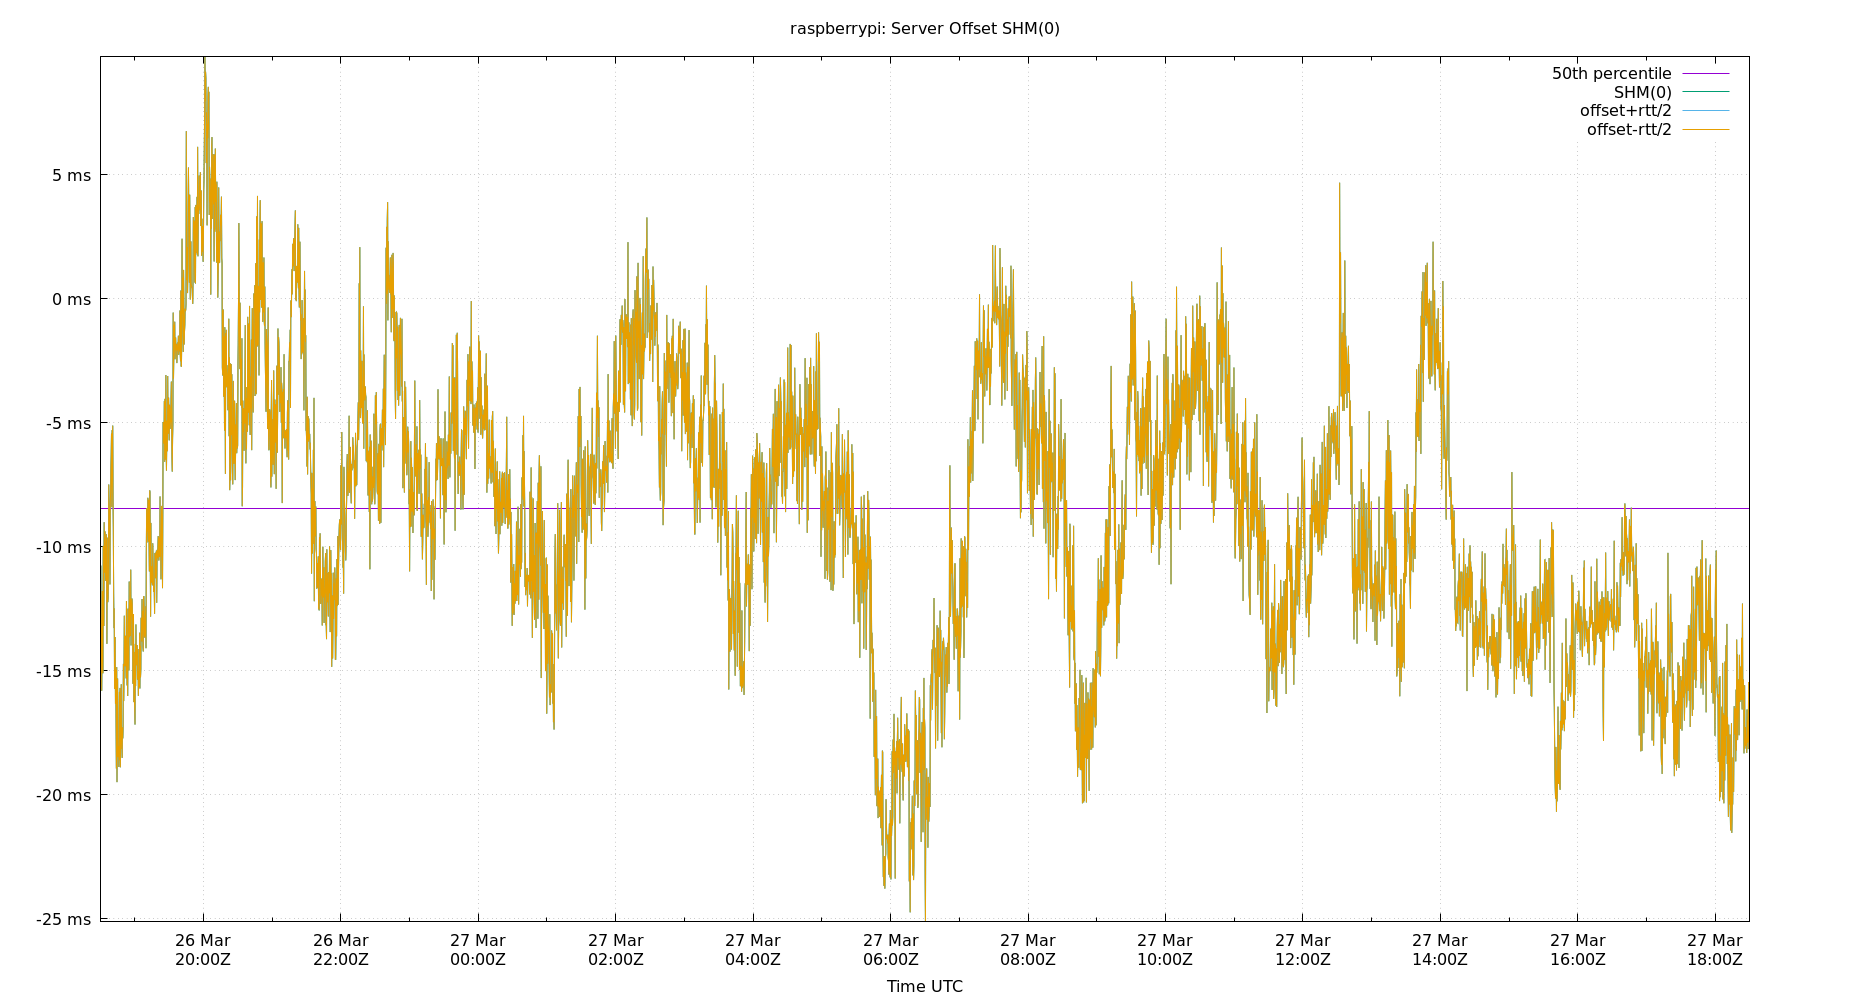 raspberrypi: Server Offset SHM(0)
50th percentile
SHM(0)
offset+rtt/2
offset-rtt/2
5 ms
0 ms
-5 ms
-10 ms
-15 ms
-20 ms
-25 ms
26 Mar 26 Mar 27 Mar 27 Mar 27 Mar 27 Mar 27 Mar 27 Mar 27 Mar 27 Mar 27 Mar 27 Mar
20:00Z 22:00Z 00:00Z 02:00Z 04:00Z 06:00Z 08:00Z 10:00Z 12:00Z 14:00Z 16:00Z 18:00Z
Time UTC